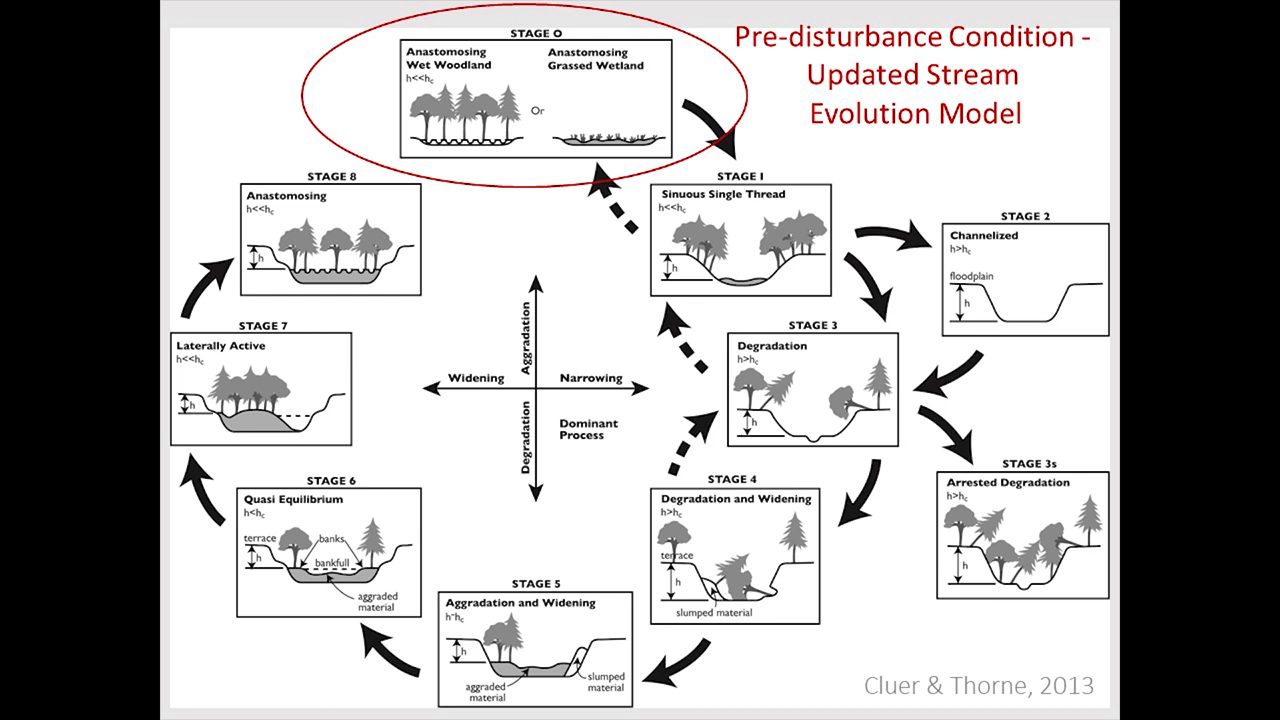 Pre-disturbance Condition -
Updated Stream
Evolution Model
STAGE O
Anastomosing
Wet Woodland
h<<hc
Or
Anastomosing
Grassed Wetland
STAGE I
Sinuous Single Thread
h<<hc
h
STAGE 2
Channelized
h>hc
floodplain
h
STAGE 3
Degradation
h>hc
h
STAGE 3s
Arrested Degradation
h>hc
h
STAGE 4
Degradation and Widening
h>hc
terrace
h
slumped material
STAGE 5
Aggradation and Widening
h~hc
h
aggraded
material
slumped
material
STAGE 6
Quasi Equilibrium
h<hc
terrace
banks
h
bankfull
aggraded
material
STAGE 7
Laterally Active
h<<hc
h
STAGE 8
Anastomosing
h<<hc
h
Aggradation
Widening
Narrowing
Degradation
Dominant
Process
Cluer & Thorne, 2013